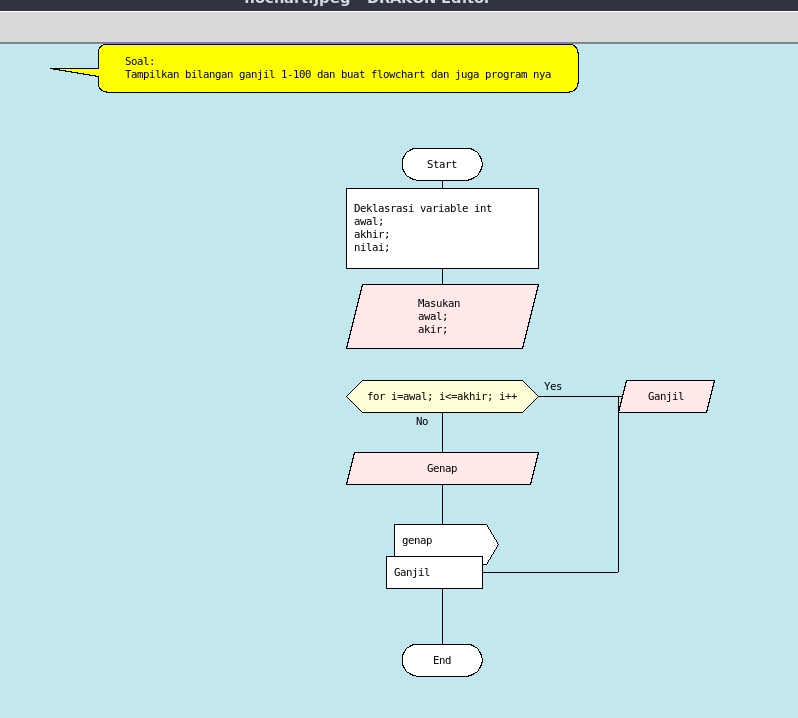 flochart.jpeg - DRAKON Editor
Soal:
Tampilkan bilangan ganjil 1-100 dan buat flowchart dan juga program nya
Start
Deklasrasi variable int
awal;
akhir;
nilai;
Masukan
awal;
akir;
for i=awal; i<=akhir; i++
Yes
Ganjil
No
Genap
genap
Ganjil
End